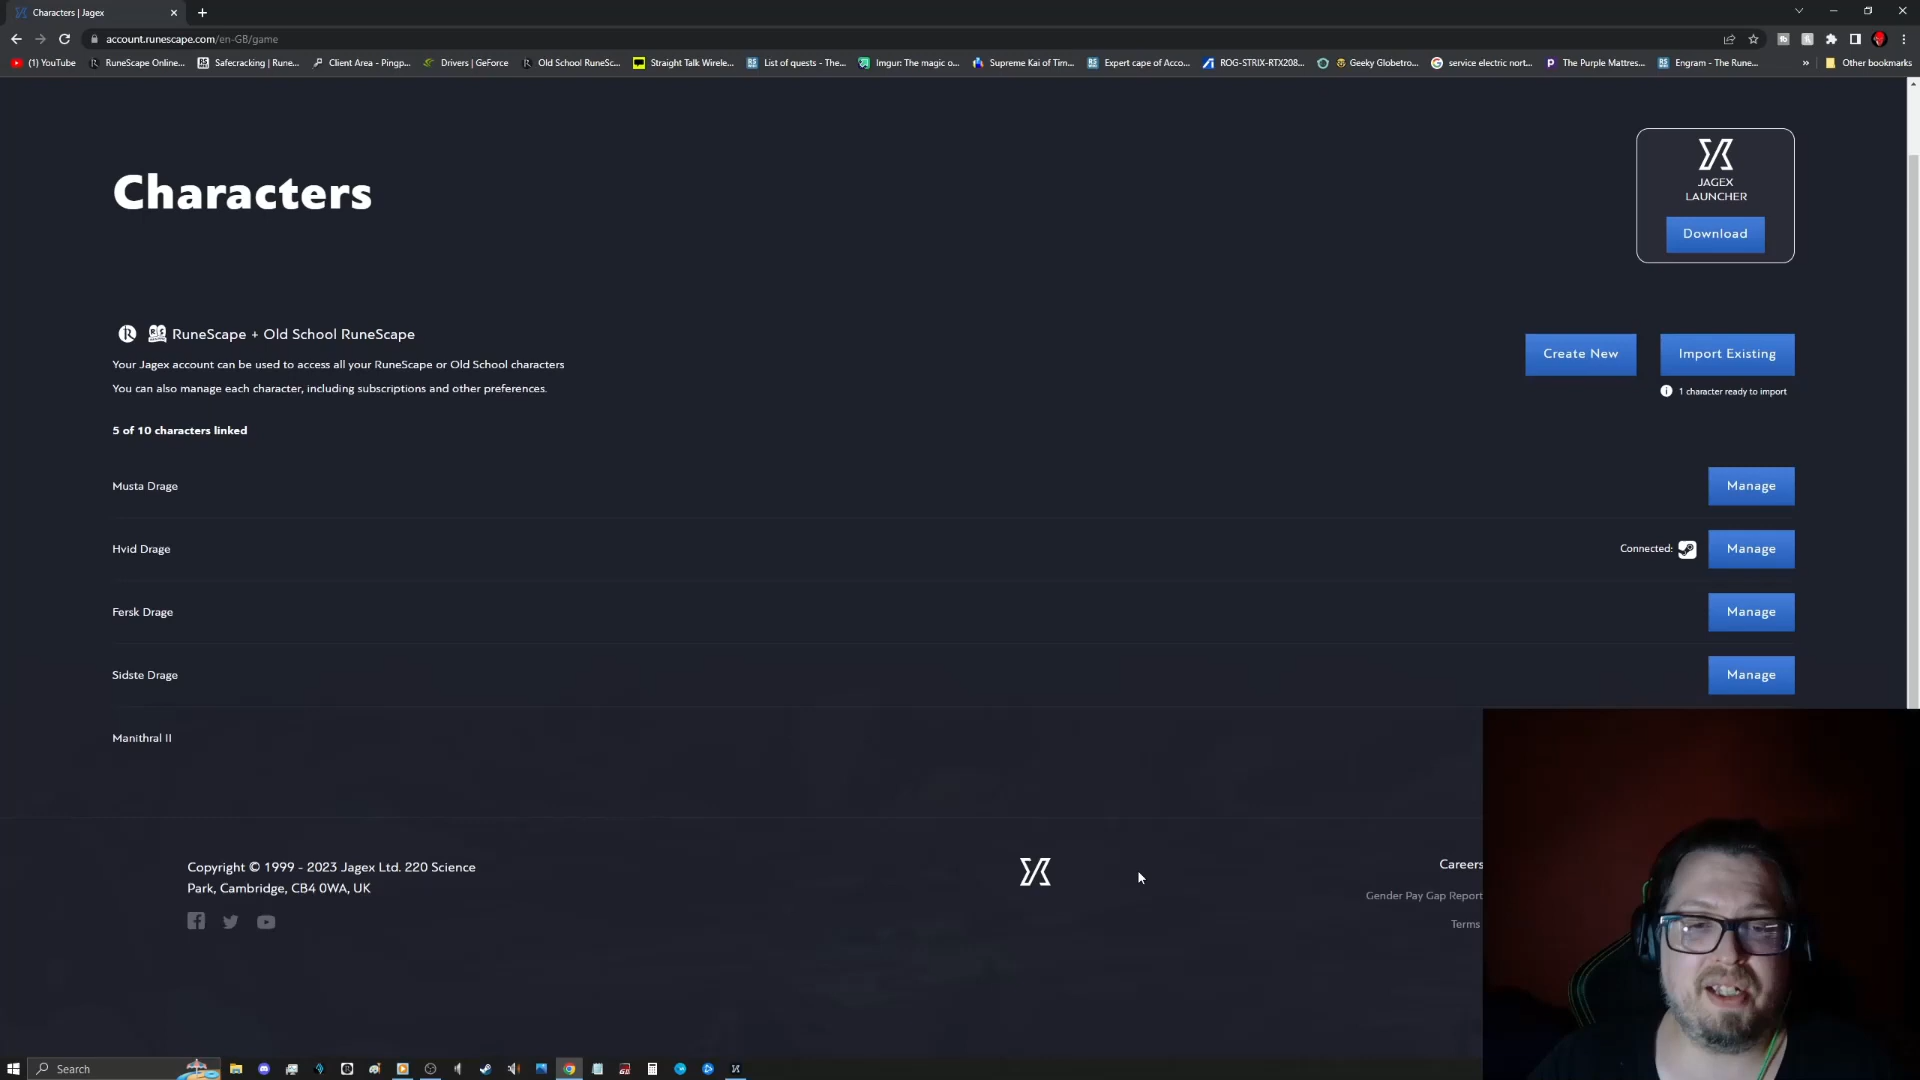 Characters | Jagex
account.runescape.com/en-GB/game
(1) YouTube
RuneScape Online...
Safecracking | Rune...
Client Area - Pingp...
Drivers | GeForce
Old School RuneSc...
Straight Talk Wirele...
List of quests - The...
Imgur: The magic o...
Supreme Kai of Tim...
Expert cape of Acco...
ROG-STRIX-RTX208...
Geeky Globetro...
service electric nort...
The Purple Mattres...
Engram - The Rune...
Other bookmarks
Characters
JAGEX
LAUNCHER
Download
RuneScape + Old School RuneScape
Your Jagex account can be used to access all your RuneScape or Old School characters
You can also manage each character, including subscriptions and other preferences.
Create New
Import Existing
1 character ready to import
5 of 10 characters linked
Musta Drage
Manage
Hvid Drage
Connected:
Manage
Fersk Drage
Manage
Sidste Drage
Manage
Manithral II
Copyright © 1999 - 2023 Jagex Ltd. 220 Science
Park, Cambridge, CB4 0WA, UK
Careers
Gender Pay Gap Report
Terms
Search